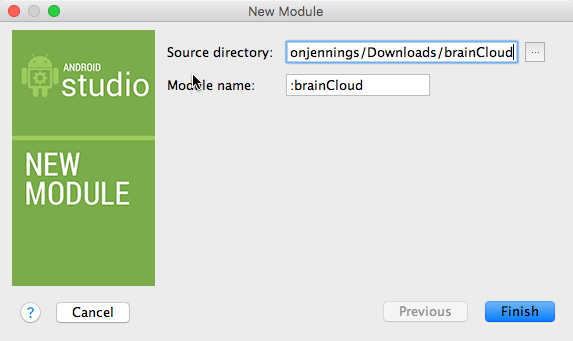 New Module
ANDROID
studio
NEW
MODULE
Source directory: onjennings/Downloads/brainCloud ...
Module name: :brainCloud
? Cancel Previous Finish